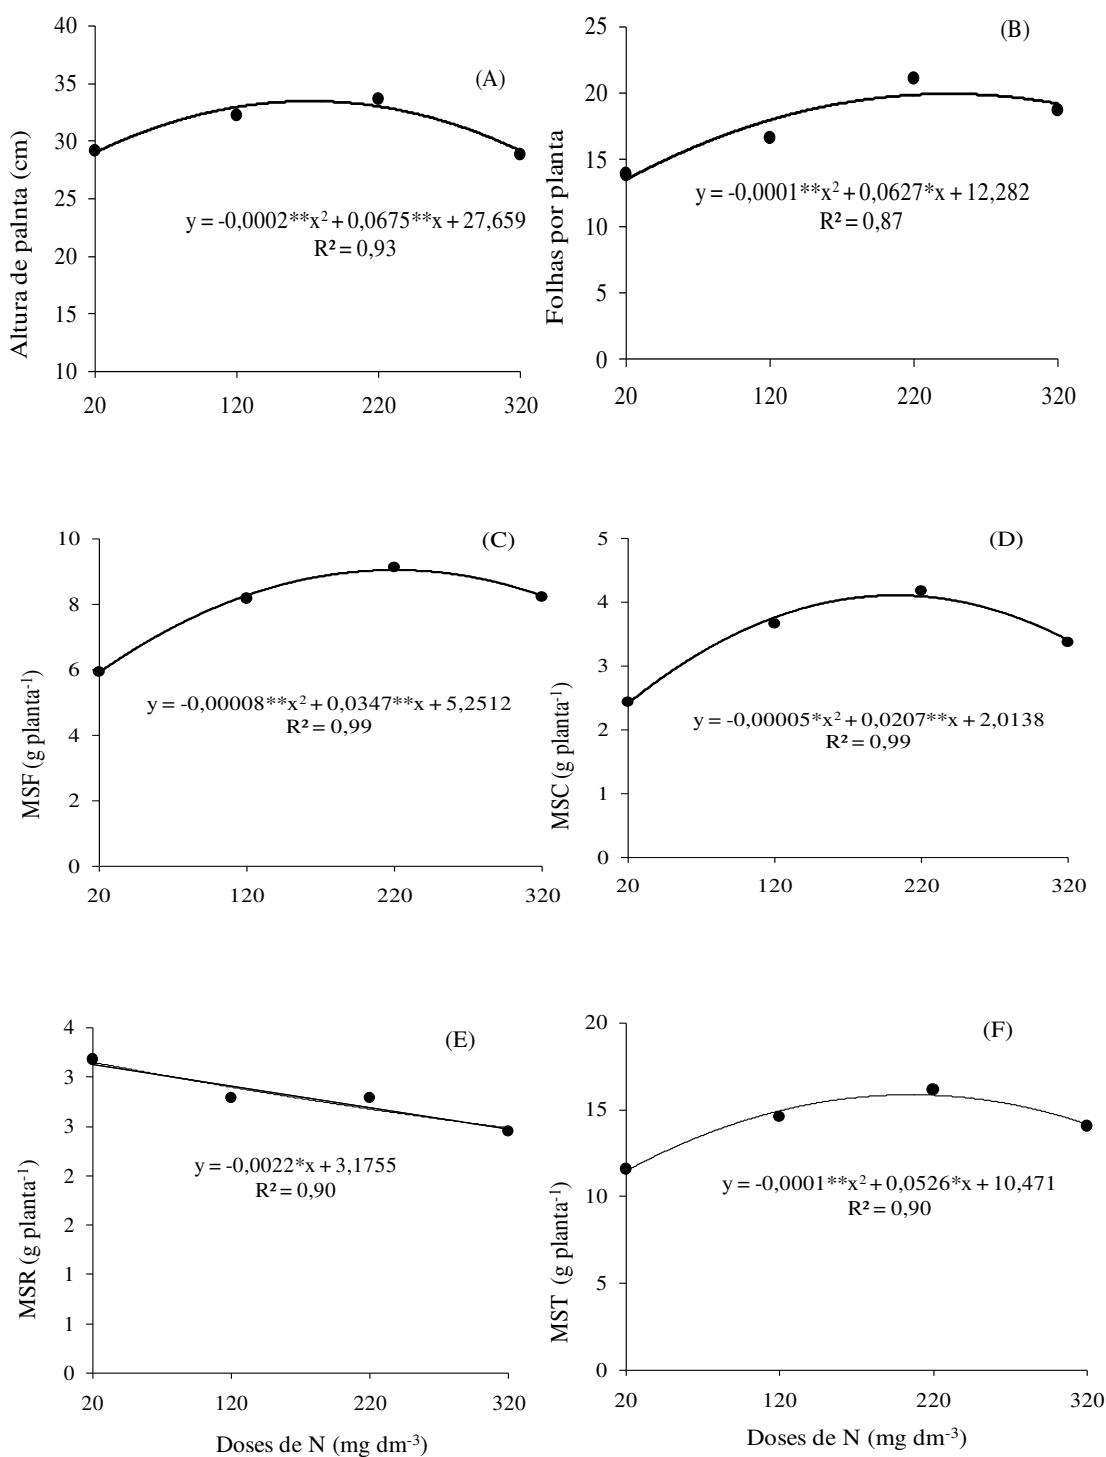 (A)
40
35
30
25
20
15
10
Altura de palnta (cm)
y = -0,0002**x² + 0,0675**x + 27,659
R² = 0,93
20 120 220 320
(B)
25
20
15
10
5
0
Folhas por planta
y = -0,0001**x² + 0,0627*x + 12,282
R² = 0,87
20 120 220 320
(C)
10
8
6
4
2
0
MSF (g planta⁻¹)
y = -0,00008**x² + 0,0347**x + 5,2512
R² = 0,99
20 120 220 320
(D)
5
4
3
2
1
0
MSC (g planta⁻¹)
y = -0,00005*x² + 0,0207**x + 2,0138
R² = 0,99
20 120 220 320
(E)
4
3
3
2
2
1
1
0
MSR (g planta⁻¹)
y = -0,0022*x + 3,1755
R² = 0,90
20 120 220 320
Doses de N (mg dm⁻³)
(F)
20
15
10
5
0
MST (g planta⁻¹)
y = -0,0001**x² + 0,0526*x + 10,471
R² = 0,90
20 120 220 320
Doses de N (mg dm⁻³)